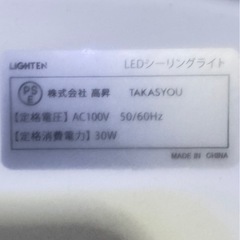 LIGHTEN LEDシーリングライト
PS E 株式会社 高昇 TAKASYOU
【定格電圧】AC100V 50/60Hz
【定格消費電力】30W
MADE IN CHINA